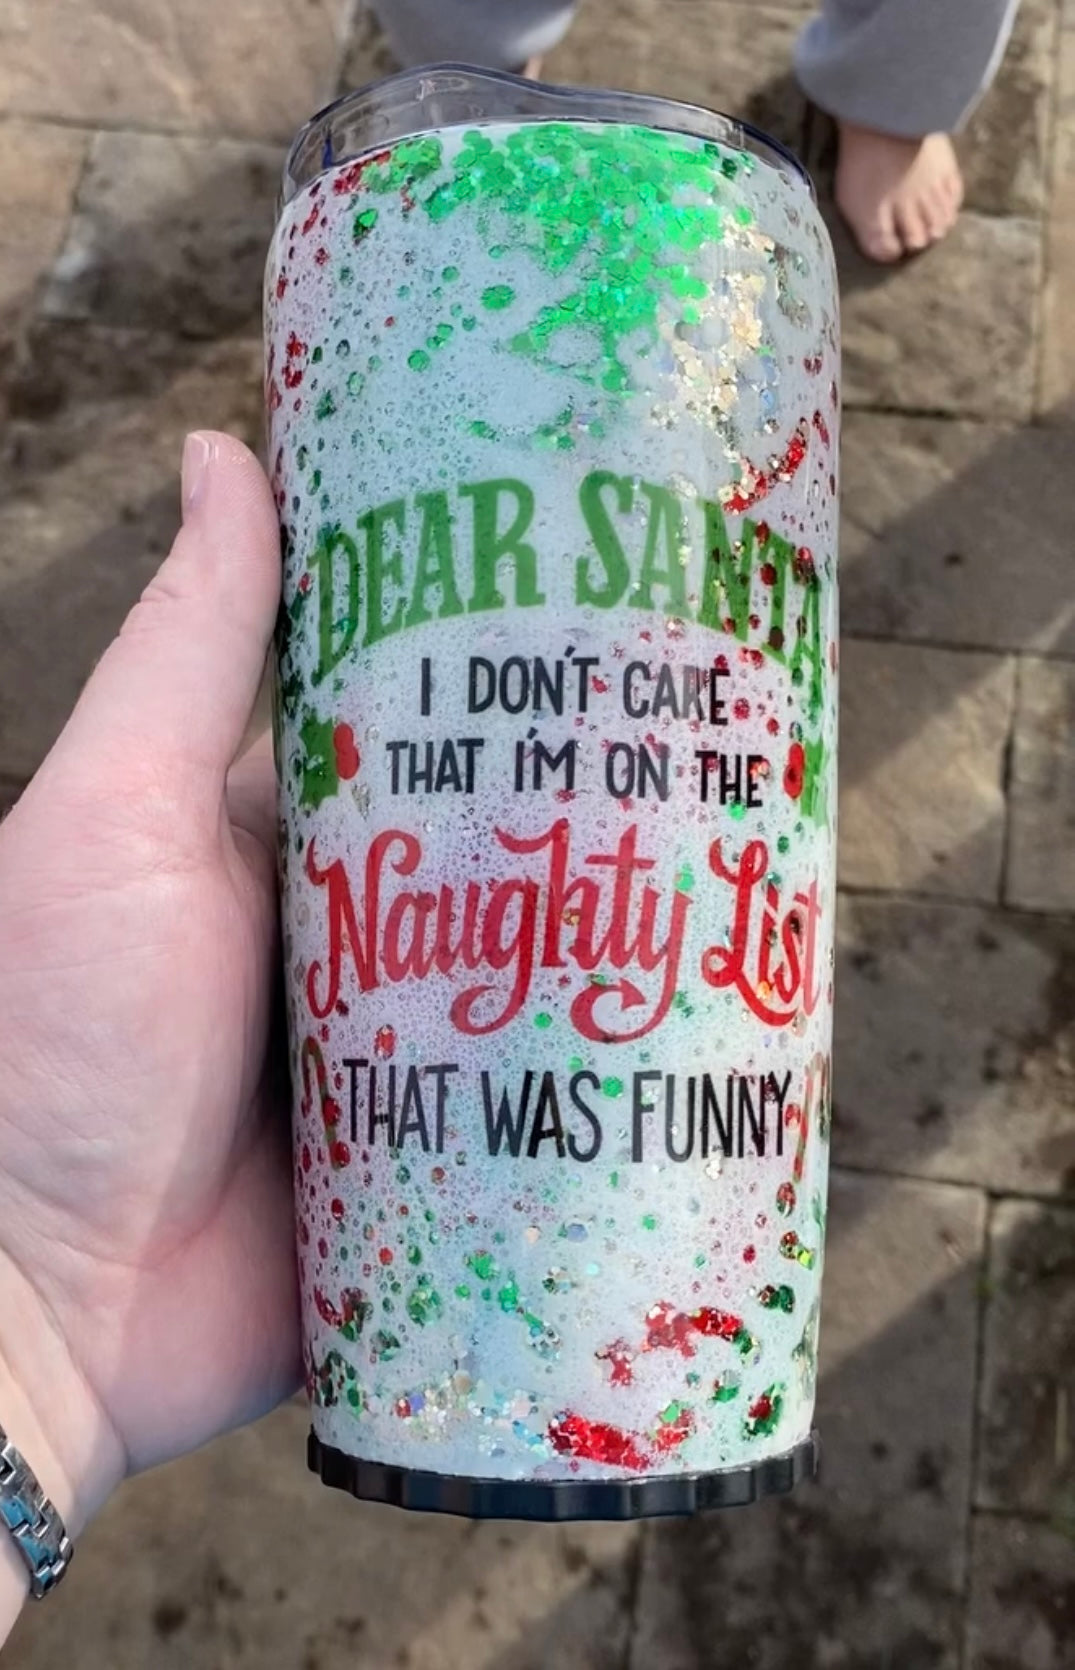 DEAR SANTA
I DON'T CARE
THAT I'M ON THE
Naughty List
THAT WAS FUNNY